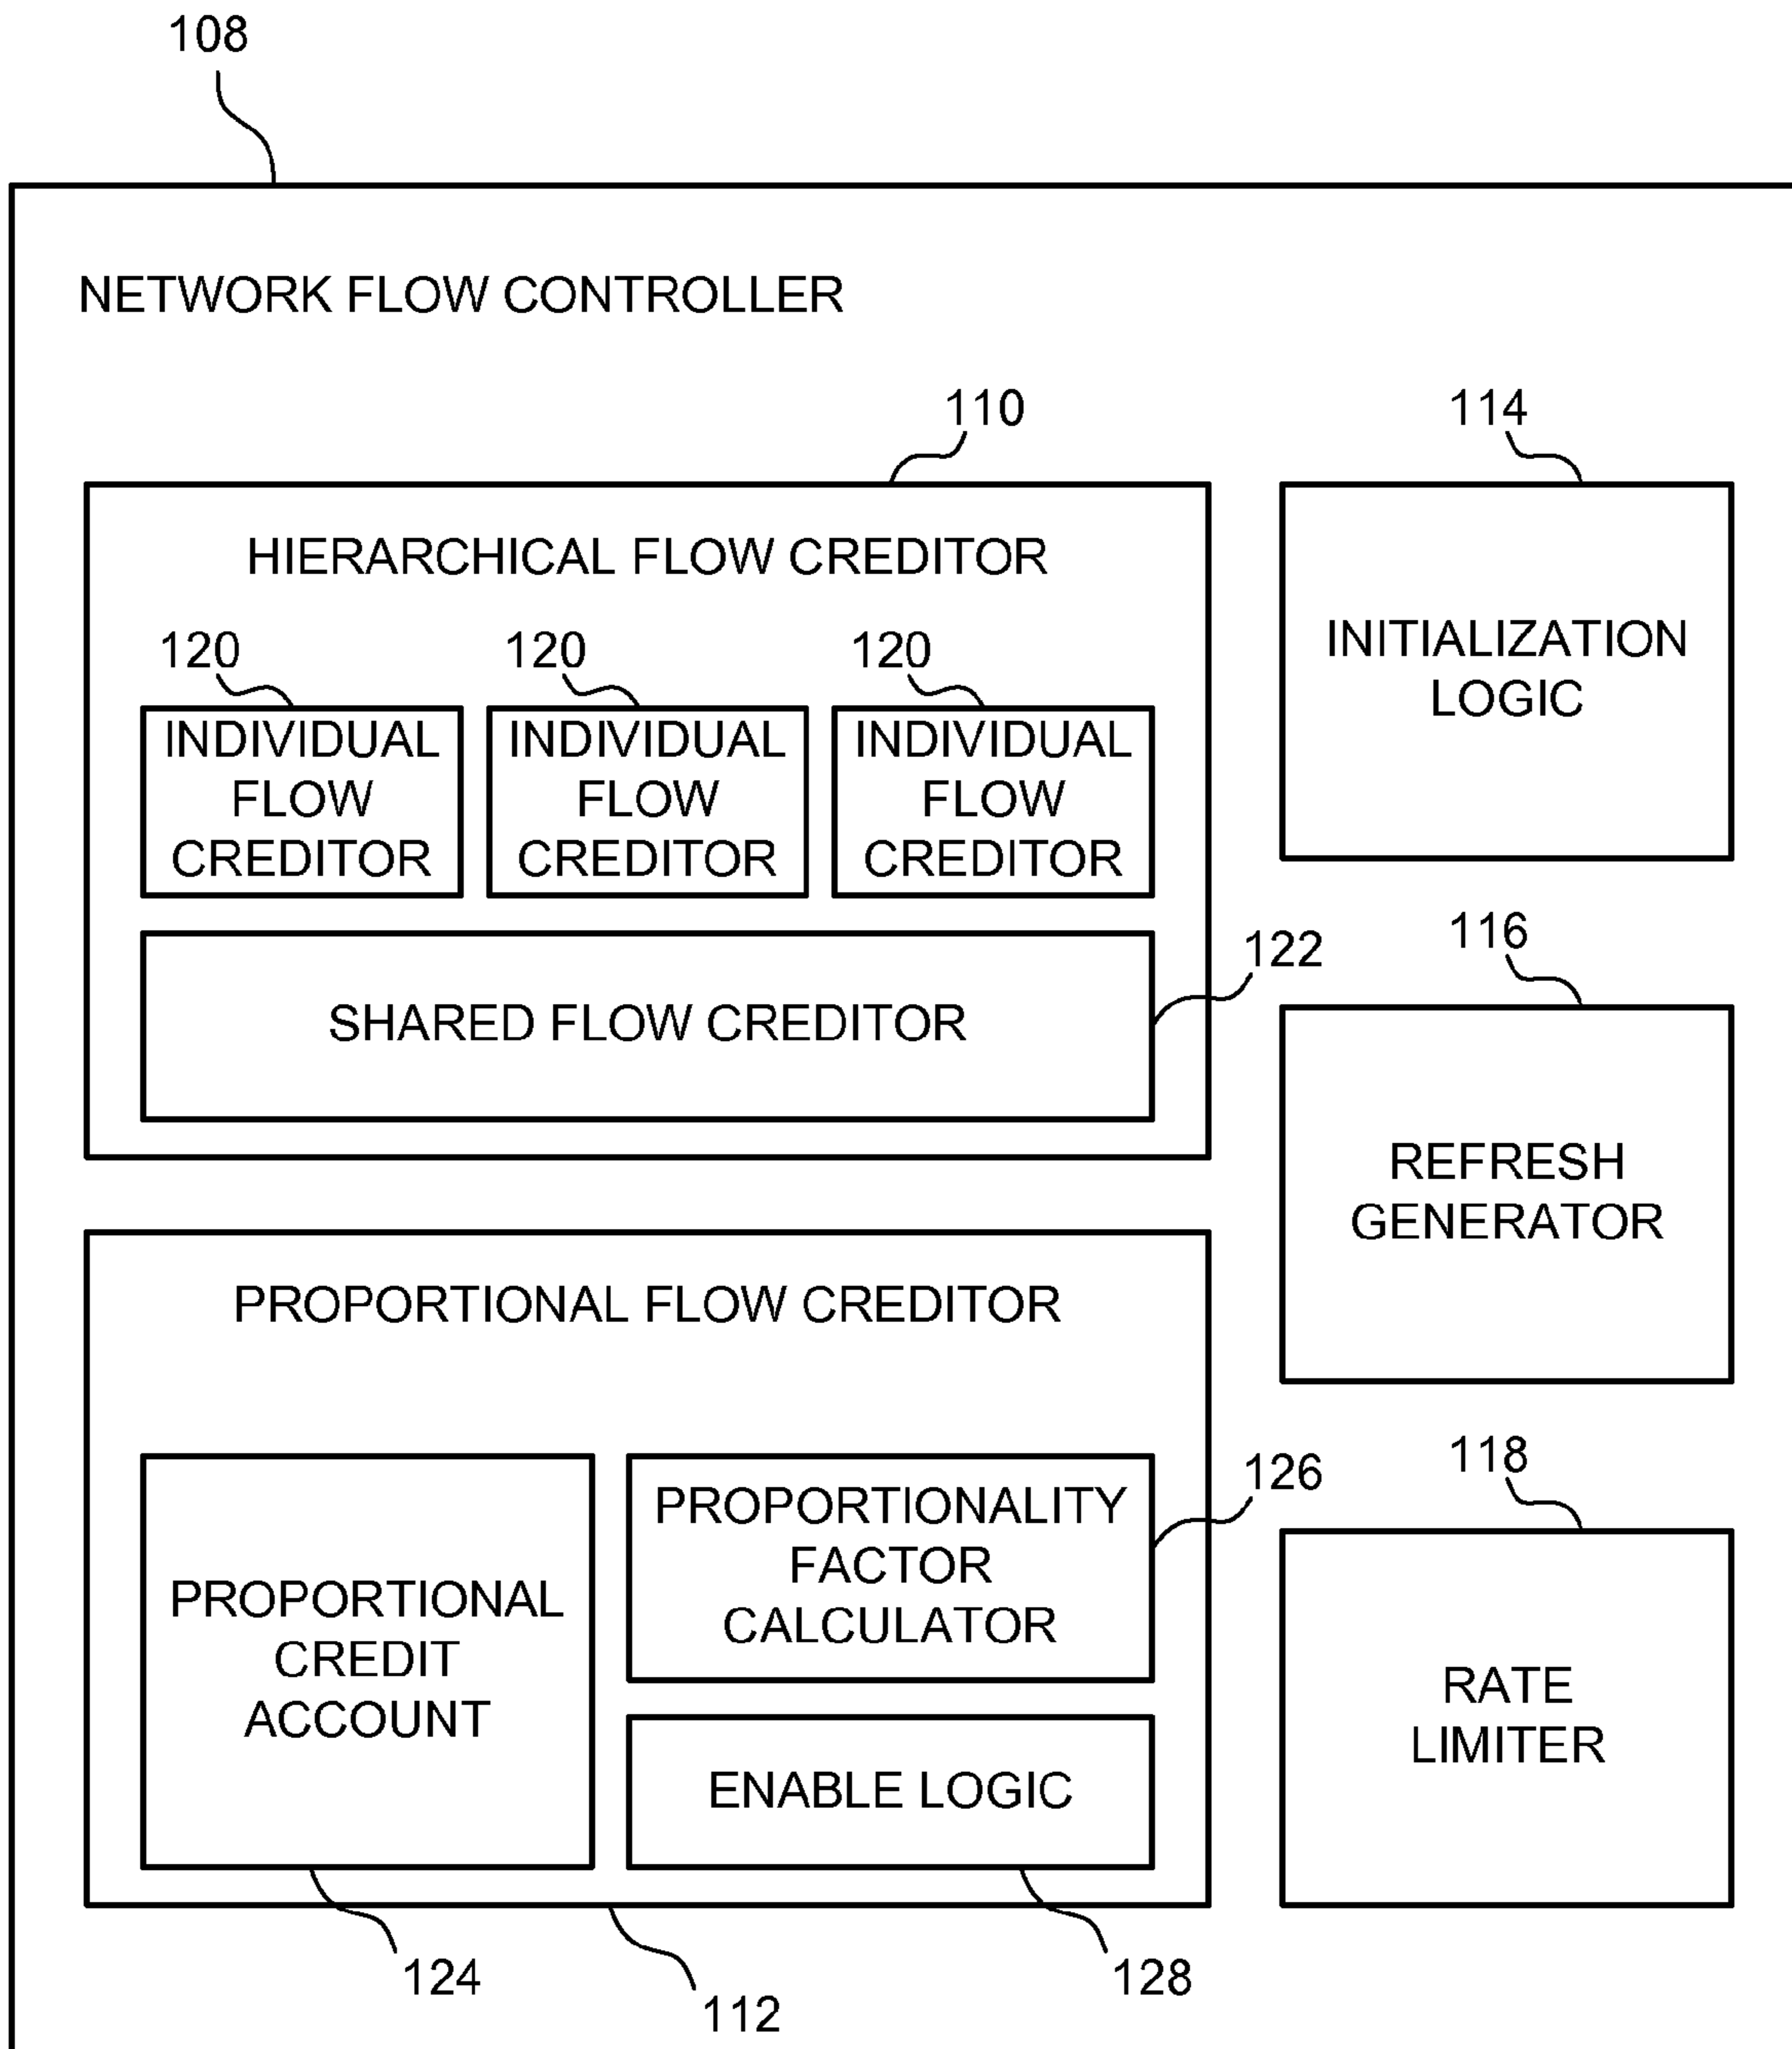 108
NETWORK FLOW CONTROLLER
110
HIERARCHICAL FLOW CREDITOR
120
INDIVIDUAL
FLOW
CREDITOR
120
INDIVIDUAL
FLOW
CREDITOR
120
INDIVIDUAL
FLOW
CREDITOR
SHARED FLOW CREDITOR
122
114
INITIALIZATION
LOGIC
116
REFRESH
GENERATOR
PROPORTIONAL FLOW CREDITOR
PROPORTIONAL
CREDIT
ACCOUNT
PROPORTIONALITY
FACTOR
CALCULATOR
126
ENABLE LOGIC
118
RATE
LIMITER
124
112
128